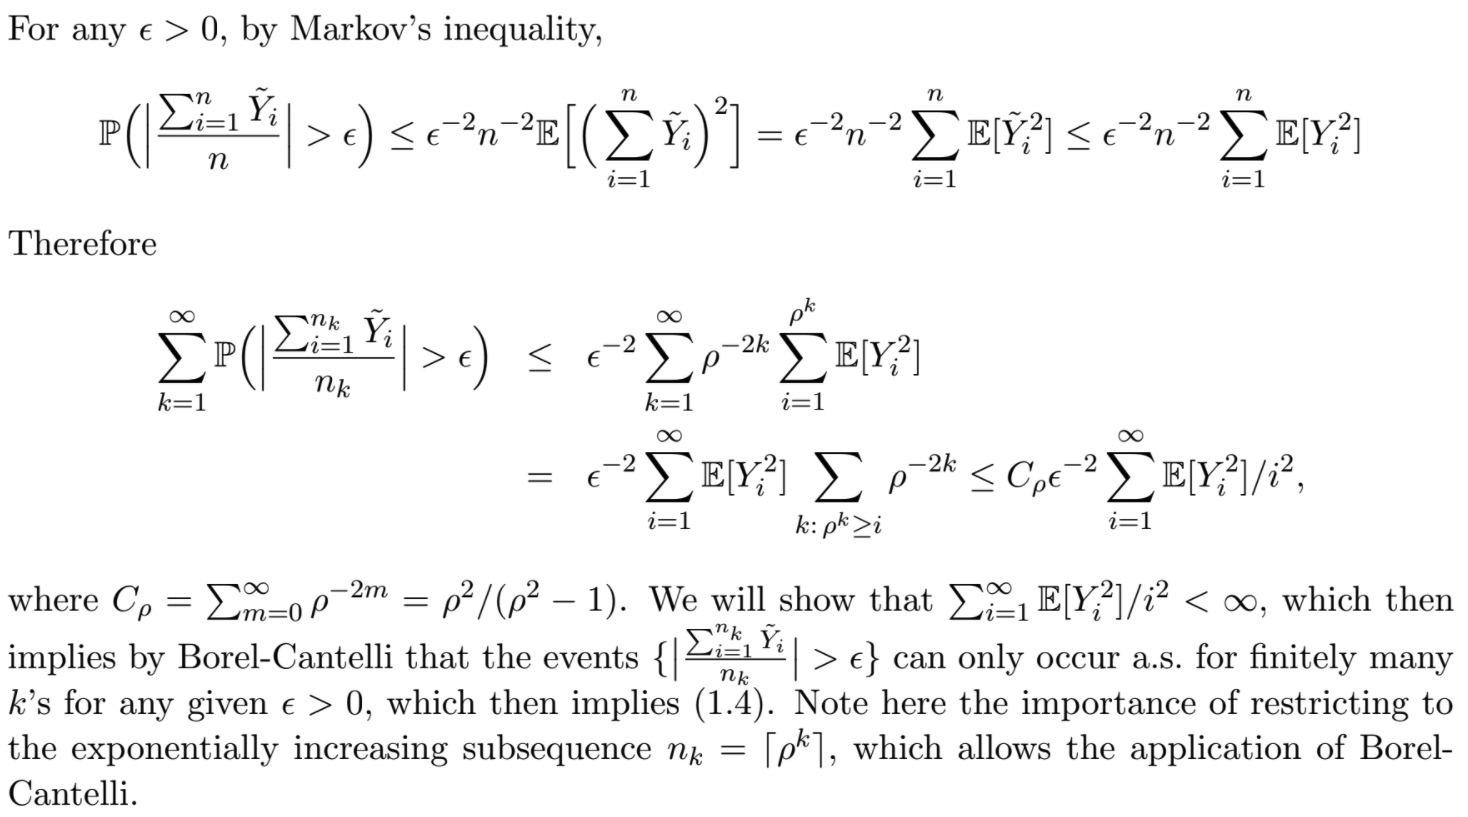 For any ϵ > 0, by Markov's inequality,
$\mathbb{P}\Big(\Big|\frac{\sum_{i=1}^{n} \tilde{Y}_i}{n}\Big| > \epsilon\Big) \leq \epsilon^{-2} n^{-2} \mathbb{E}\Big[\Big(\sum_{i=1}^{n} \tilde{Y}_i\Big)^2\Big] = \epsilon^{-2} n^{-2} \sum_{i=1}^{n} \mathbb{E}[\tilde{Y}_i^2] \leq \epsilon^{-2} n^{-2} \sum_{i=1}^{n} \mathbb{E}[Y_i^2]$
Therefore
$\sum_{k=1}^{\infty} \mathbb{P}\Big(\Big|\frac{\sum_{i=1}^{n_k} \tilde{Y}_i}{n_k}\Big| > \epsilon\Big) \leq \epsilon^{-2} \sum_{k=1}^{\infty} \rho^{-2k} \sum_{i=1}^{\rho^k} \mathbb{E}[Y_i^2]$
$= \epsilon^{-2} \sum_{i=1}^{\infty} \mathbb{E}[Y_i^2] \sum_{k:\, \rho^k \geq i} \rho^{-2k} \leq C_\rho \epsilon^{-2} \sum_{i=1}^{\infty} \mathbb{E}[Y_i^2]/i^2,$
where $C_\rho = \sum_{m=0}^{\infty} \rho^{-2m} = \rho^2/(\rho^2 - 1)$. We will show that $\sum_{i=1}^{\infty} \mathbb{E}[Y_i^2]/i^2 < \infty$, which then
implies by Borel-Cantelli that the events $\{|\frac{\sum_{i=1}^{n_k} \tilde{Y}_i}{n_k}| > \epsilon\}$ can only occur a.s. for finitely many
k's for any given ϵ > 0, which then implies (1.4). Note here the importance of restricting to
the exponentially increasing subsequence $n_k = \lceil \rho^k \rceil$, which allows the application of Borel-
Cantelli.